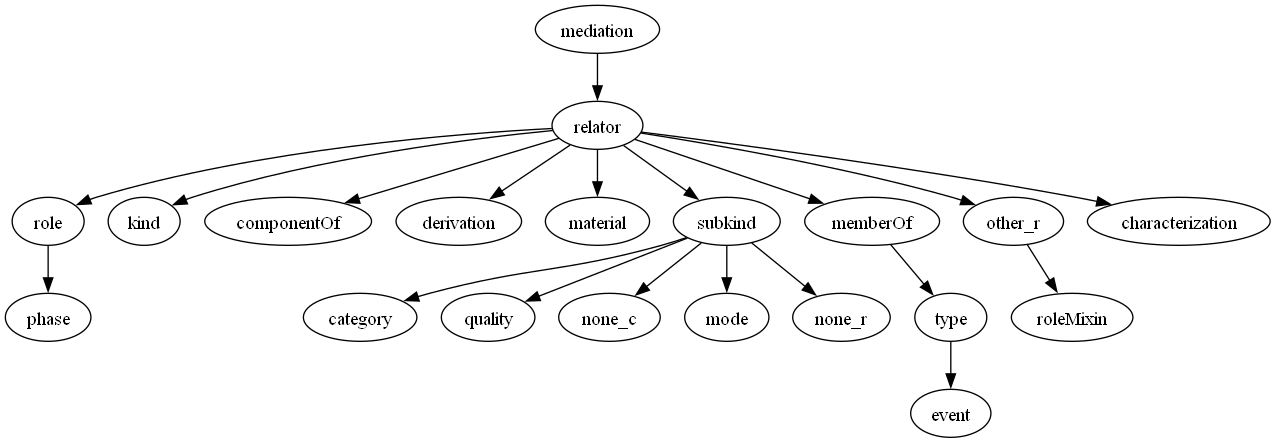 mediation
relator
role
kind
componentOf
derivation
material
subkind
memberOf
other_r
characterization
phase
category
quality
none_c
mode
none_r
type
roleMixin
event